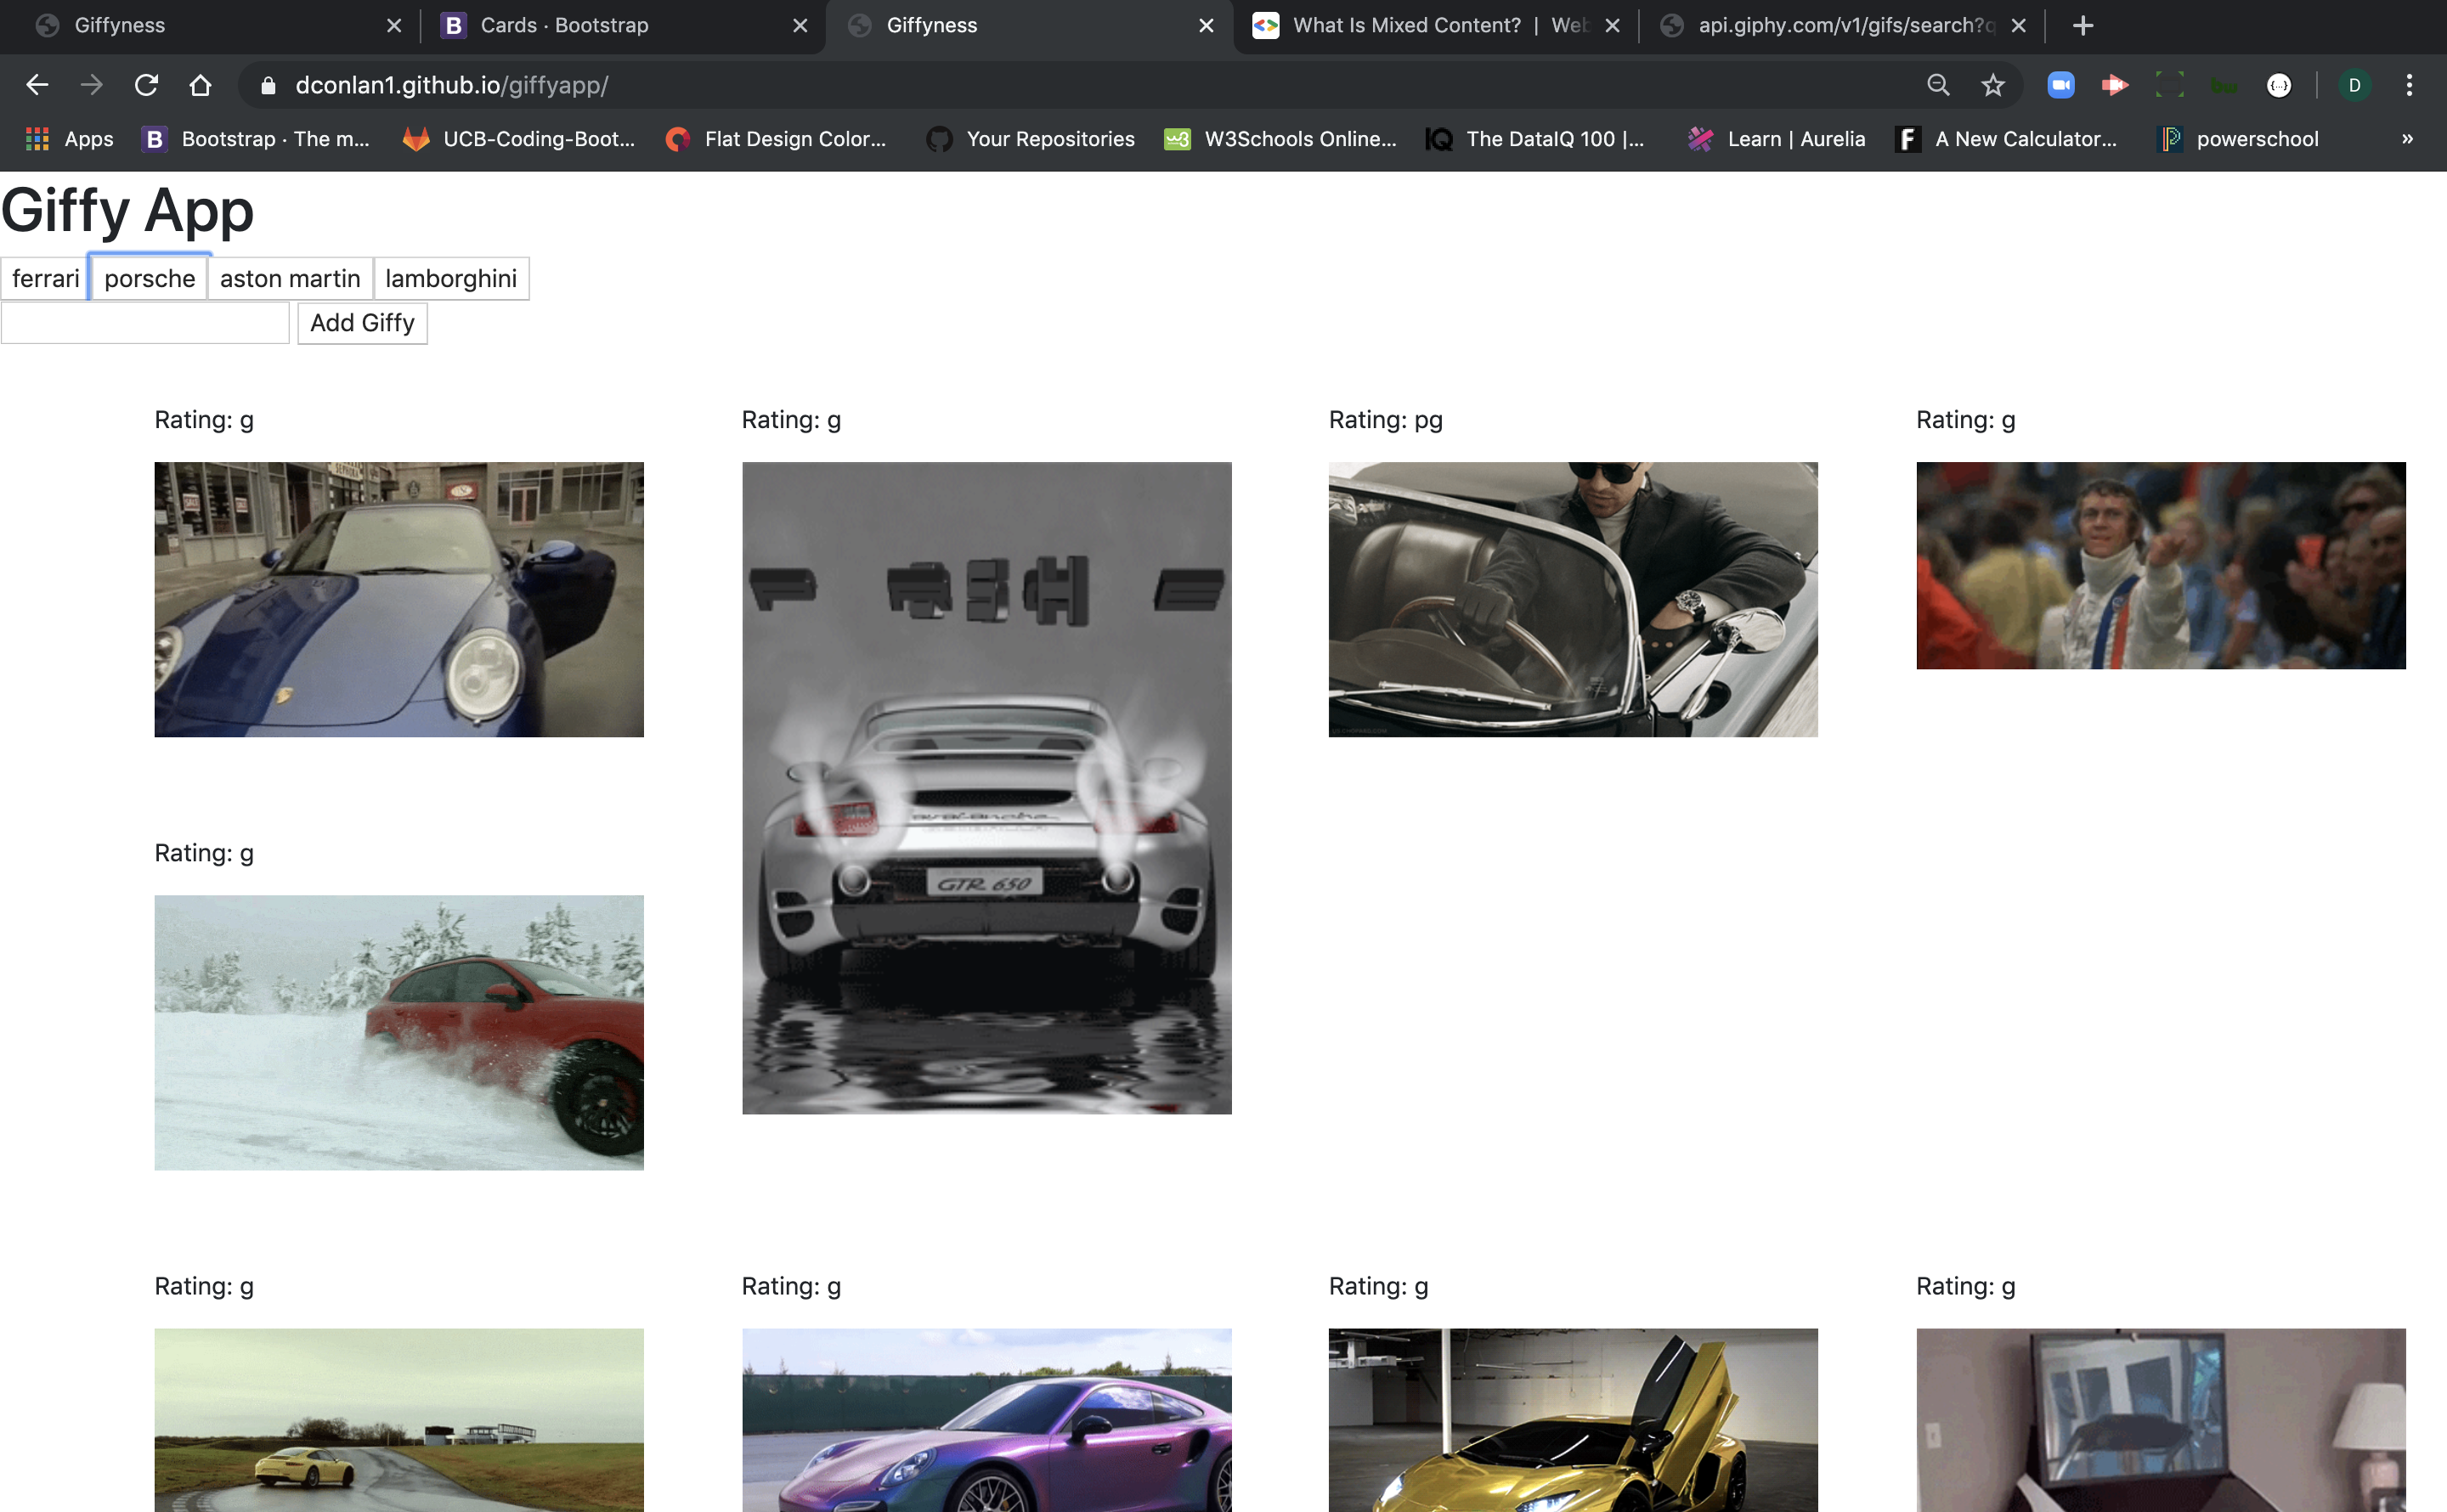 Giffyness
Cards · Bootstrap
Giffyness
What Is Mixed Content? | Web
api.giphy.com/v1/gifs/search?q
dconlan1.github.io/giffyapp/
D
Apps
Bootstrap · The m...
UCB-Coding-Boot...
Flat Design Color...
Your Repositories
W3Schools Online...
The DataIQ 100 |...
Learn | Aurelia
A New Calculator...
powerschool
»
Giffy App
ferrari
porsche
aston martin
lamborghini
Add Giffy
Rating: g
Rating: g
Rating: pg
Rating: g
GTR 650
Rating: g
Rating: g
Rating: g
Rating: g
Rating: g